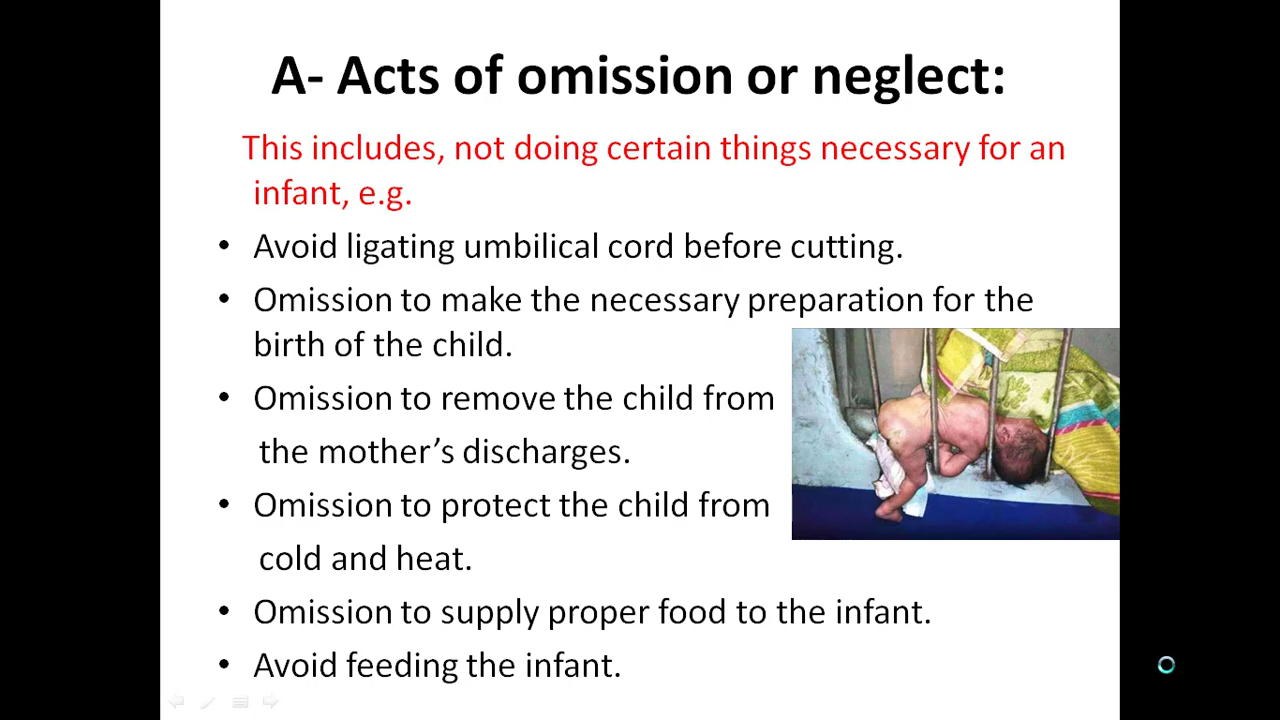 A- Acts of omission or neglect:
This includes, not doing certain things necessary for an
infant, e.g.
• Avoid ligating umbilical cord before cutting.
• Omission to make the necessary preparation for the
birth of the child.
• Omission to remove the child from
the mother’s discharges.
• Omission to protect the child from
cold and heat.
• Omission to supply proper food to the infant.
• Avoid feeding the infant.